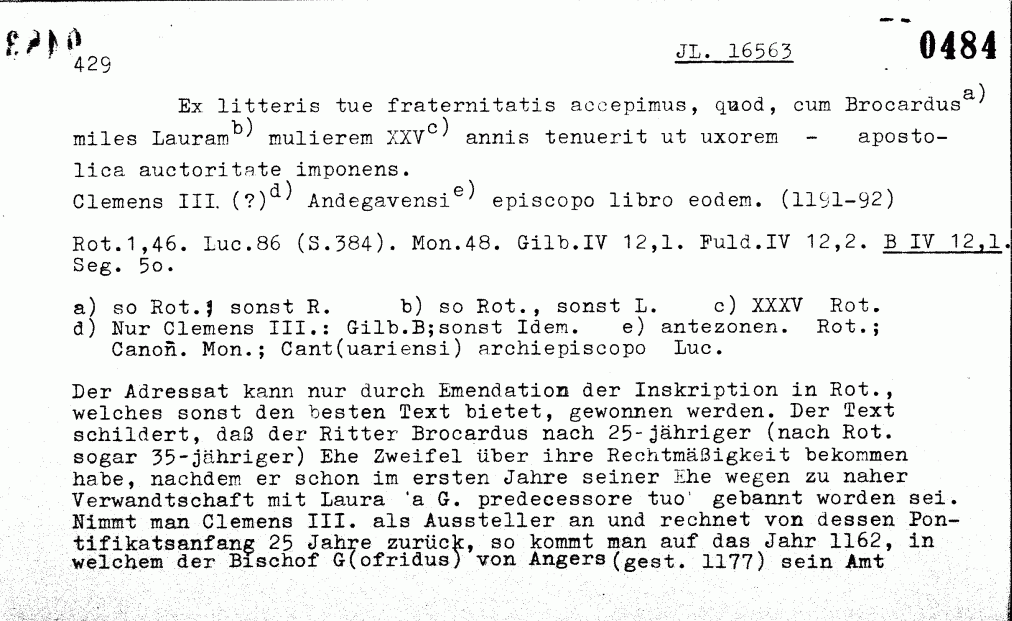 JL. 16563 0484
429
Ex litteris tue fraternitatis accepimus, quod, cum Brocardus a)
miles Lauram b) mulierem XXV c) annis tenuerit ut uxorem - aposto-
lica auctoritate imponens.
Clemens III. (?) d) Andegavensi e) episcopo libro eodem. (1191-92)
Rot.1,46. Luc.86 (S.384). Mon.48. Gilb.IV 12,1. Fuld.IV 12,2. B IV 12,1.
Seg. 5o.
a) so Rot.; sonst R. b) so Rot., sonst L. c) XXXV Rot.
d) Nur Clemens III.: Gilb.B;sonst Idem. e) antezonen. Rot.;
Canoñ. Mon.; Cant(uariensi) archiepiscopo Luc.
Der Adressat kann nur durch Emendation der Inskription in Rot.,
welches sonst den besten Text bietet, gewonnen werden. Der Text
schildert, daß der Ritter Brocardus nach 25-jähriger (nach Rot.
sogar 35-jähriger) Ehe Zweifel über ihre Rechtmäßigkeit bekommen
habe, nachdem er schon im ersten Jahre seiner Ehe wegen zu naher
Verwandtschaft mit Laura 'a G. predecessore tuo' gebannt worden sei.
Nimmt man Clemens III. als Aussteller an und rechnet von dessen Pon-
tifikatsanfang 25 Jahre zurück, so kommt man auf das Jahr 1162, in
welchem der Bischof G(ofridus) von Angers (gest. 1177) sein Amt